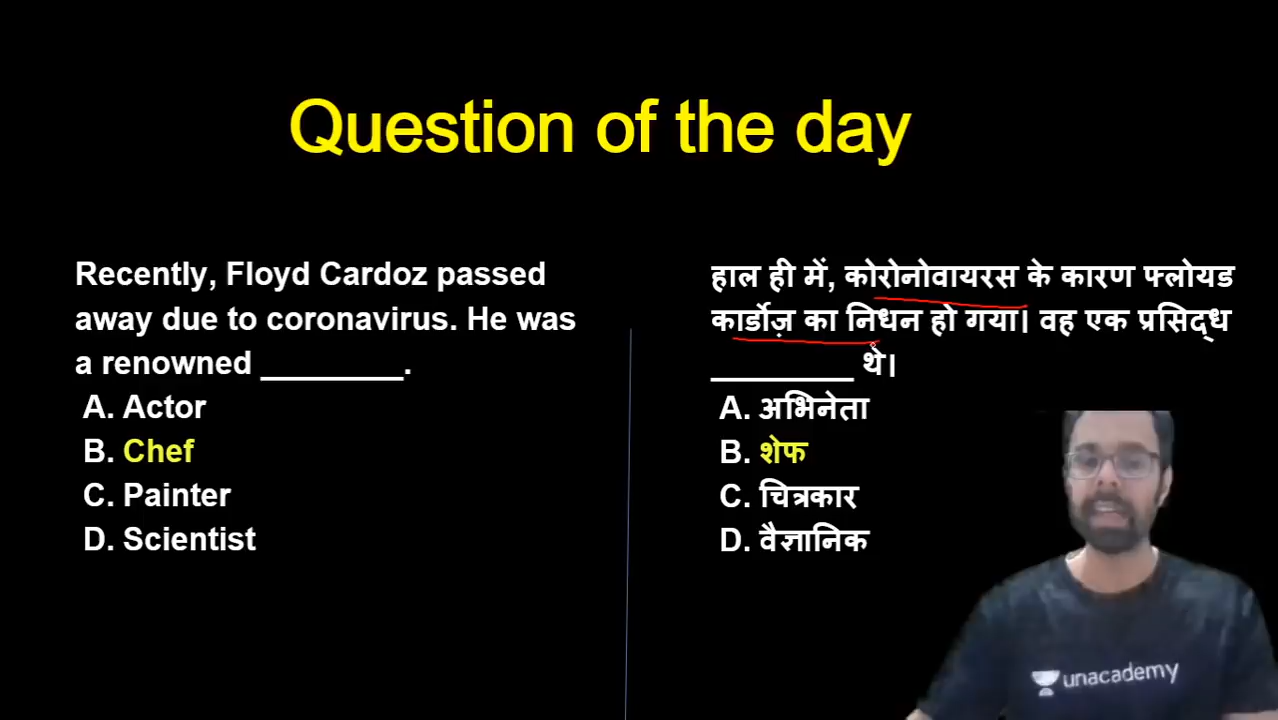 Question of the day
Recently, Floyd Cardoz passed
away due to coronavirus. He was
a renowned ________.
A. Actor
B. Chef
C. Painter
D. Scientist
हाल ही में, कोरोनोवायरस के कारण फ्लोयड
कार्डोज़ का निधन हो गया। वह एक प्रसिद्ध
________ थे।
A. अभिनेता
B. शेफ
C. चित्रकार
D. वैज्ञानिक
unacademy